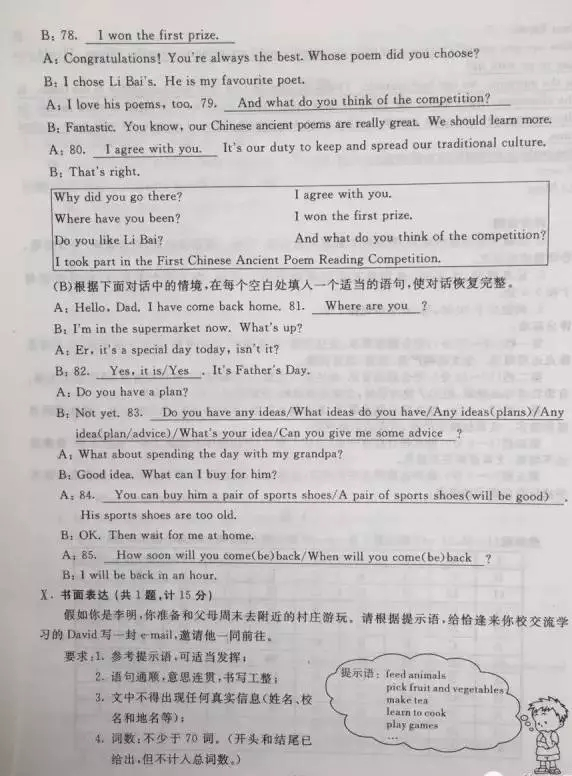 B: 78. I won the first prize.
A: Congratulations! You're always the best. Whose poem did you choose?
B: I chose Li Bai's. He is my favourite poet.
A: I love his poems, too. 79. And what do you think of the competition?
B: Fantastic. You know, our Chinese ancient poems are really great. We should learn more.
A: 80. I agree with you. It's our duty to keep and spread our traditional culture.
B: That's right.
Why did you go there? I agree with you.
Where have you been? I won the first prize.
Do you like Li Bai? And what do you think of the competition?
I took part in the First Chinese Ancient Poem Reading Competition.
(B)根据下面对话中的情境,在每个空白处填入一个适当的语句,使对话恢复完整。
A: Hello, Dad. I have come back home. 81. Where are you ?
B: I'm in the supermarket now. What's up?
A: Er, it's a special day today, isn't it?
B: 82. Yes, it is/Yes . It's Father's Day.
A: Do you have a plan?
B: Not yet. 83. Do you have any ideas/What ideas do you have/Any ideas(plans)/Any
idea(plan/advice)/What's your idea/Can you give me some advice ?
A: What about spending the day with my grandpa?
B: Good idea. What can I buy for him?
A: 84. You can buy him a pair of sports shoes/A pair of sports shoes(will be good) .
His sports shoes are too old.
B: OK. Then wait for me at home.
A: 85. How soon will you come(be)back/When will you come(be)back ?
B: I will be back in an hour.
Ⅹ. 书面表达 (共 1 题,计 15 分)
假如你是李明,你准备和父母周末去附近的村庄游玩。请根据提示语,给恰逢来你校交流学
习的 David 写一封 e-mail,邀请他一同前往。
要求:1. 参考提示语,可适当发挥;
2. 语句通顺,意思连贯,书写工整;
3. 文中不得出现任何真实信息(姓名、校
名和地名等);
4. 词数:不少于 70 词。(开头和结尾已
给出,但不计入总词数。)
提示语: feed animals
pick fruit and vegetables
make tea
learn to cook
play games
...